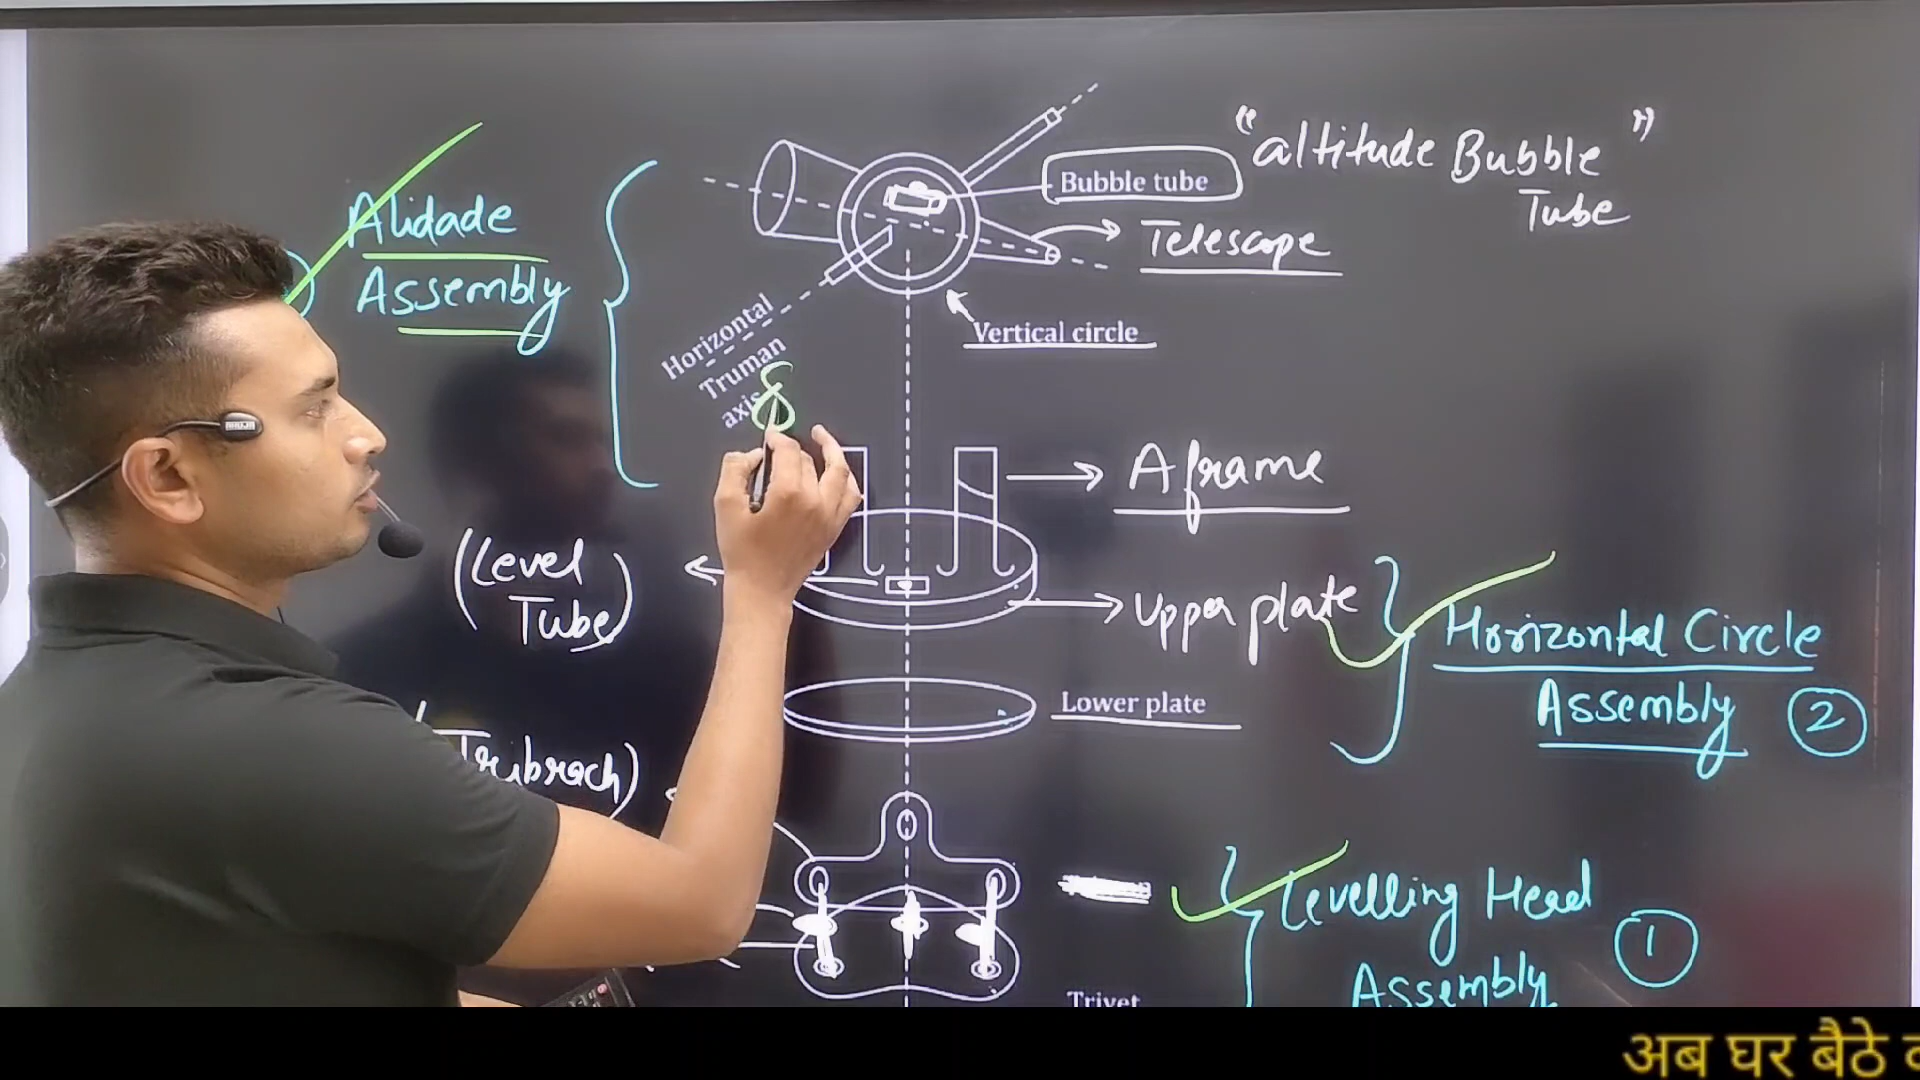 "altitude Bubble
Tube"
Bubble tube
Telescope
Alidade
Assembly
Vertical circle
Horizontal
Truman
axis
A frame
(Level
Tube)
Upper plate
Horizontal Circle
Assembly ②
Lower plate
(Tribrach)
Levelling Head
Assembly ①
Trivet
अब घर बैठे